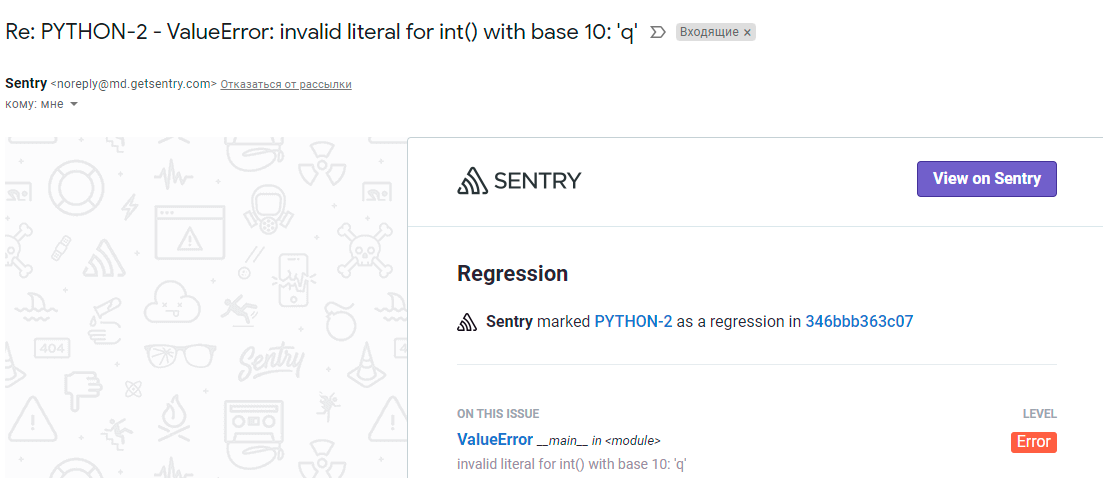 Re: PYTHON-2 - ValueError: invalid literal for int() with base 10: 'q' Входящие ×
Sentry <noreply@md.getsentry.com> Отказаться от рассылки
кому: мне
SENTRY
View on Sentry
Regression
Sentry marked PYTHON-2 as a regression in 346bbb363c07
404
Sentry
ON THIS ISSUE
LEVEL
ValueError __main__ in <module>
Error
invalid literal for int() with base 10: 'q'